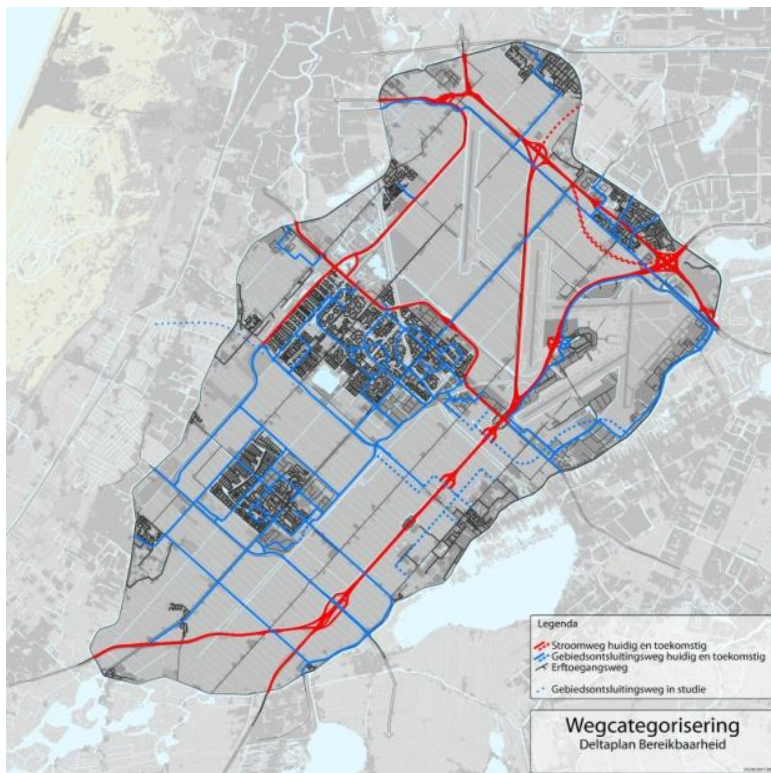 Legenda
Stroomweg huidig en toekomstig
Gebiedsontsluitingsweg huidig en toekomstig
Erftoegangsweg
Gebiedsontsluitingsweg in studie
Wegcategorisering
Deltaplan Bereikbaarheid